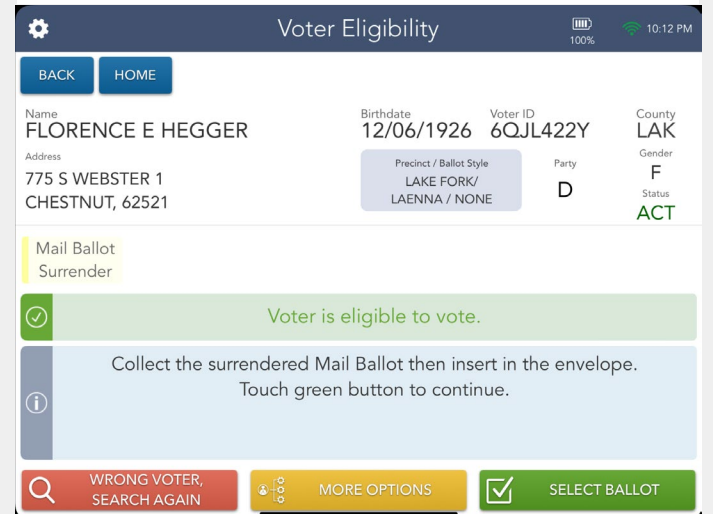 Voter Eligibility
100%
10:12 PM
BACK
HOME
Name
FLORENCE E HEGGER
Birthdate
12/06/1926
Voter ID
6QJL422Y
County
LAK
Address
775 S WEBSTER 1
CHESTNUT, 62521
Precinct / Ballot Style
LAKE FORK/
LAENNA / NONE
Party
D
Gender
F
Status
ACT
Mail Ballot
Surrender
Voter is eligible to vote.
Collect the surrendered Mail Ballot then insert in the envelope.
Touch green button to continue.
WRONG VOTER,
SEARCH AGAIN
MORE OPTIONS
SELECT BALLOT